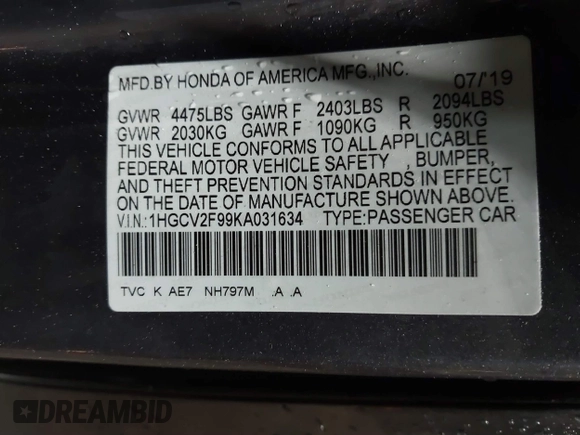 MFD.BY HONDA OF AMERICA MFG.,INC. 07/'19
GVWR 4475LBS GAWR F 2403LBS R 2094LBS
GVWR 2030KG GAWR F 1090KG R 950KG
THIS VEHICLE CONFORMS TO ALL APPLICABLE
FEDERAL MOTOR VEHICLE SAFETY , BUMPER,
AND THEFT PREVENTION STANDARDS IN EFFECT
ON THE DATE OF MANUFACTURE SHOWN ABOVE.
V.I.N.:1HGCV2F99KA031634 TYPE:PASSENGER CAR
TVC K AE7 NH797M .A .A
DREAMBID